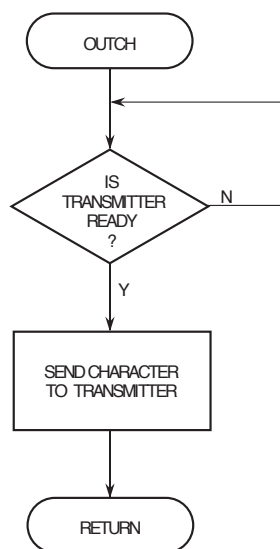 OUTCH
IS
TRANSMITTER
READY
?
N
Y
SEND CHARACTER
TO TRANSMITTER
RETURN